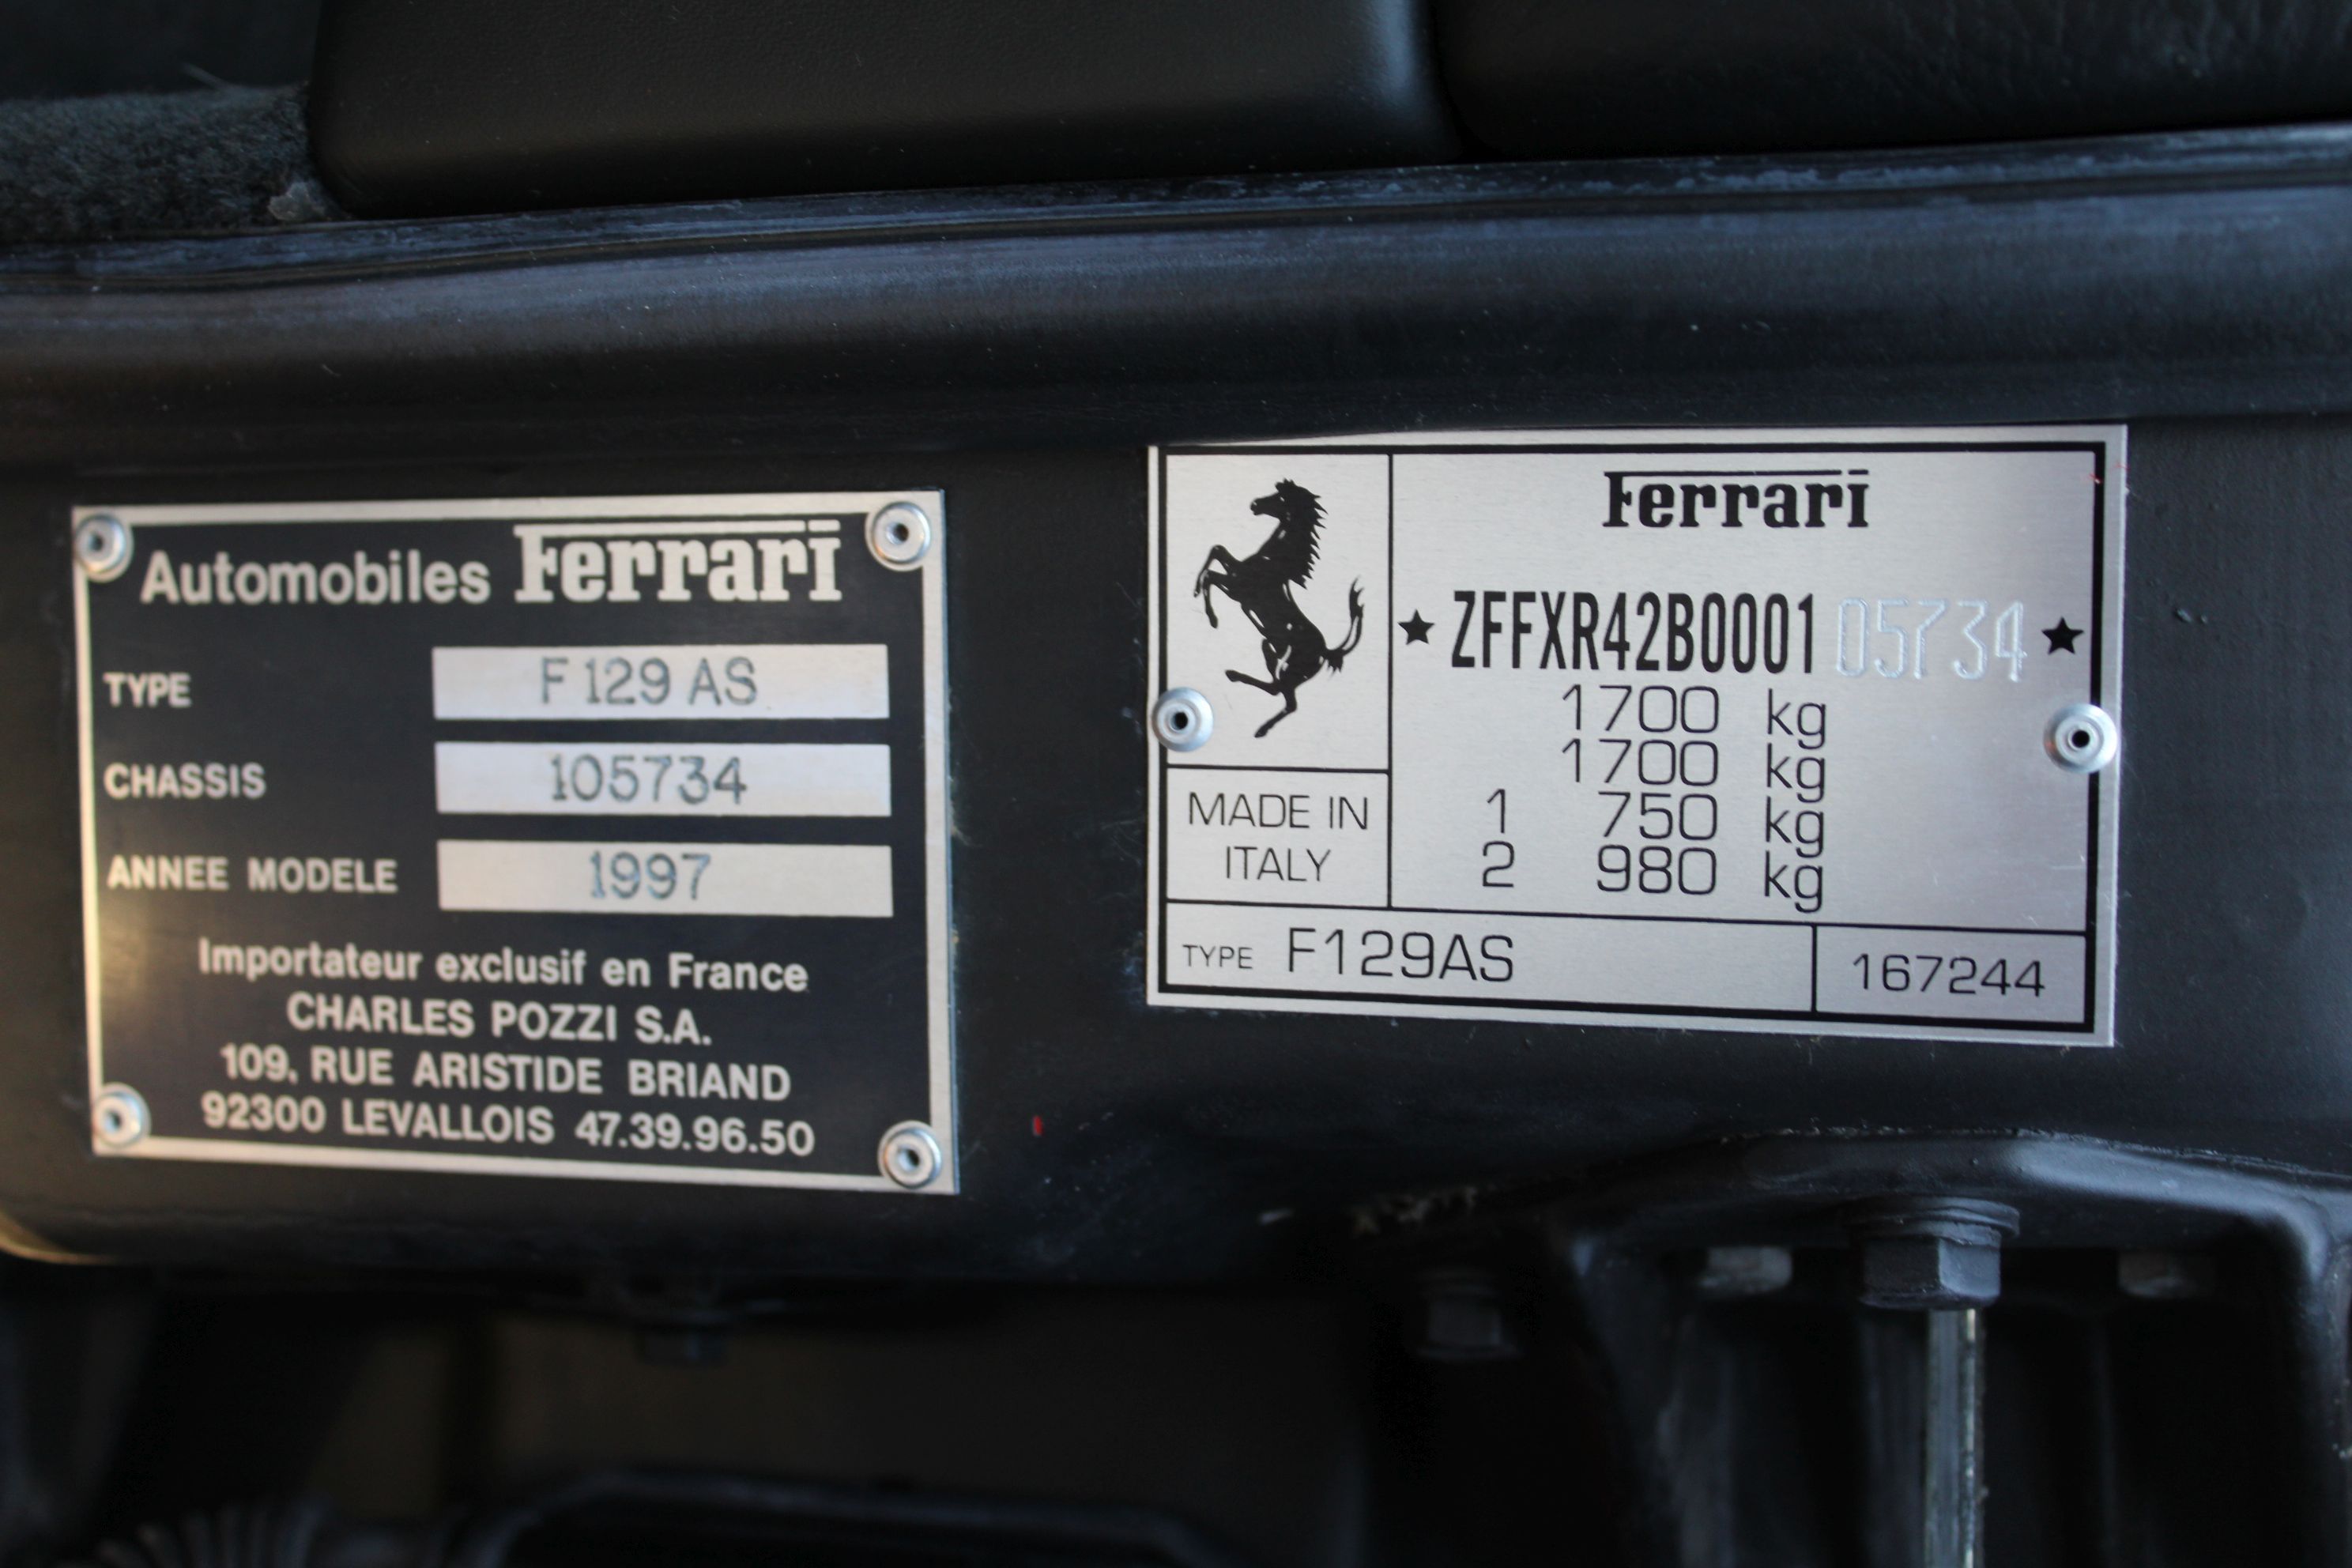 Automobiles Ferrari
TYPE F 129 AS
CHASSIS 105734
ANNEE MODELE 1997
Importateur exclusif en France
CHARLES POZZI S.A.
109, RUE ARISTIDE BRIAND
92300 LEVALLOIS 47.39.96.50
Ferrari
★ ZFFXR42B000105734 ★
1700 kg
1700 kg
1 750 kg
2 980 kg
MADE IN
ITALY
TYPE F129AS
167244